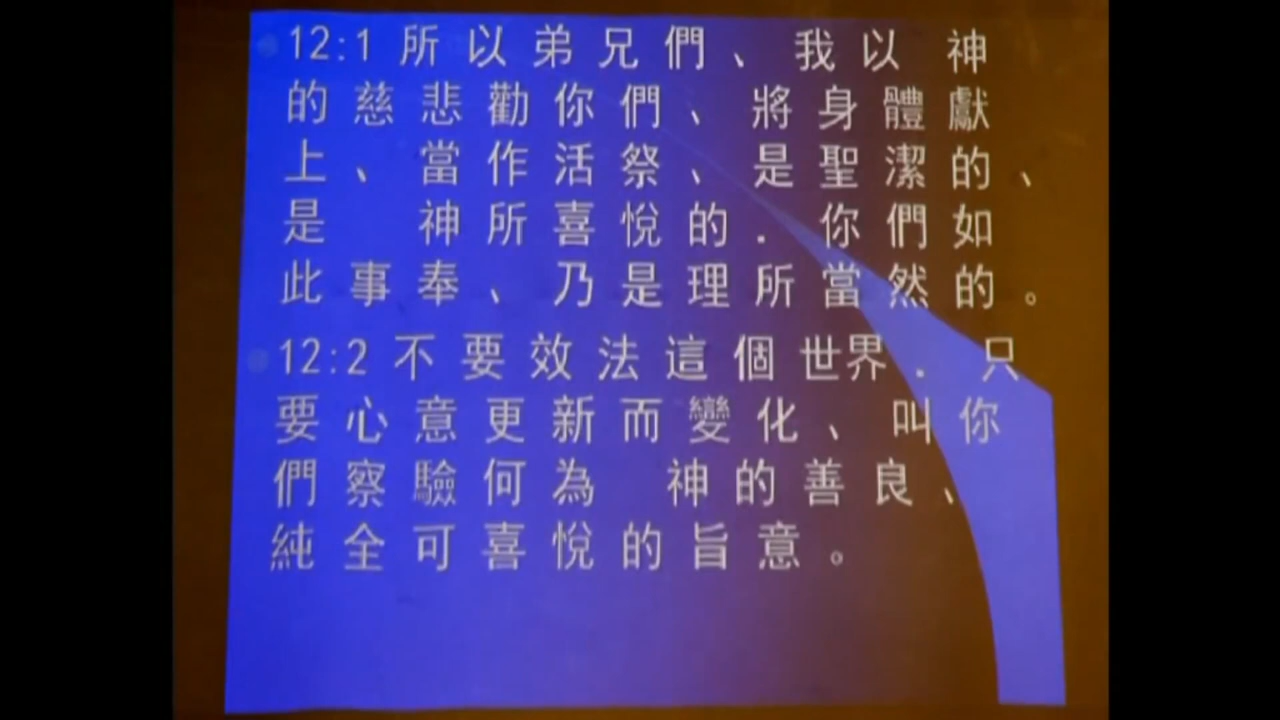 12:1 所以弟兄們、我以 神
的慈悲勸你們、將身體獻
上、當作活祭、是聖潔的、
是 神所喜悅的．你們如
此事奉、乃是理所當然的。
12:2 不要效法這個世界．只
要心意更新而變化、叫你
們察驗何為 神的善良、
純全可喜悅的旨意。